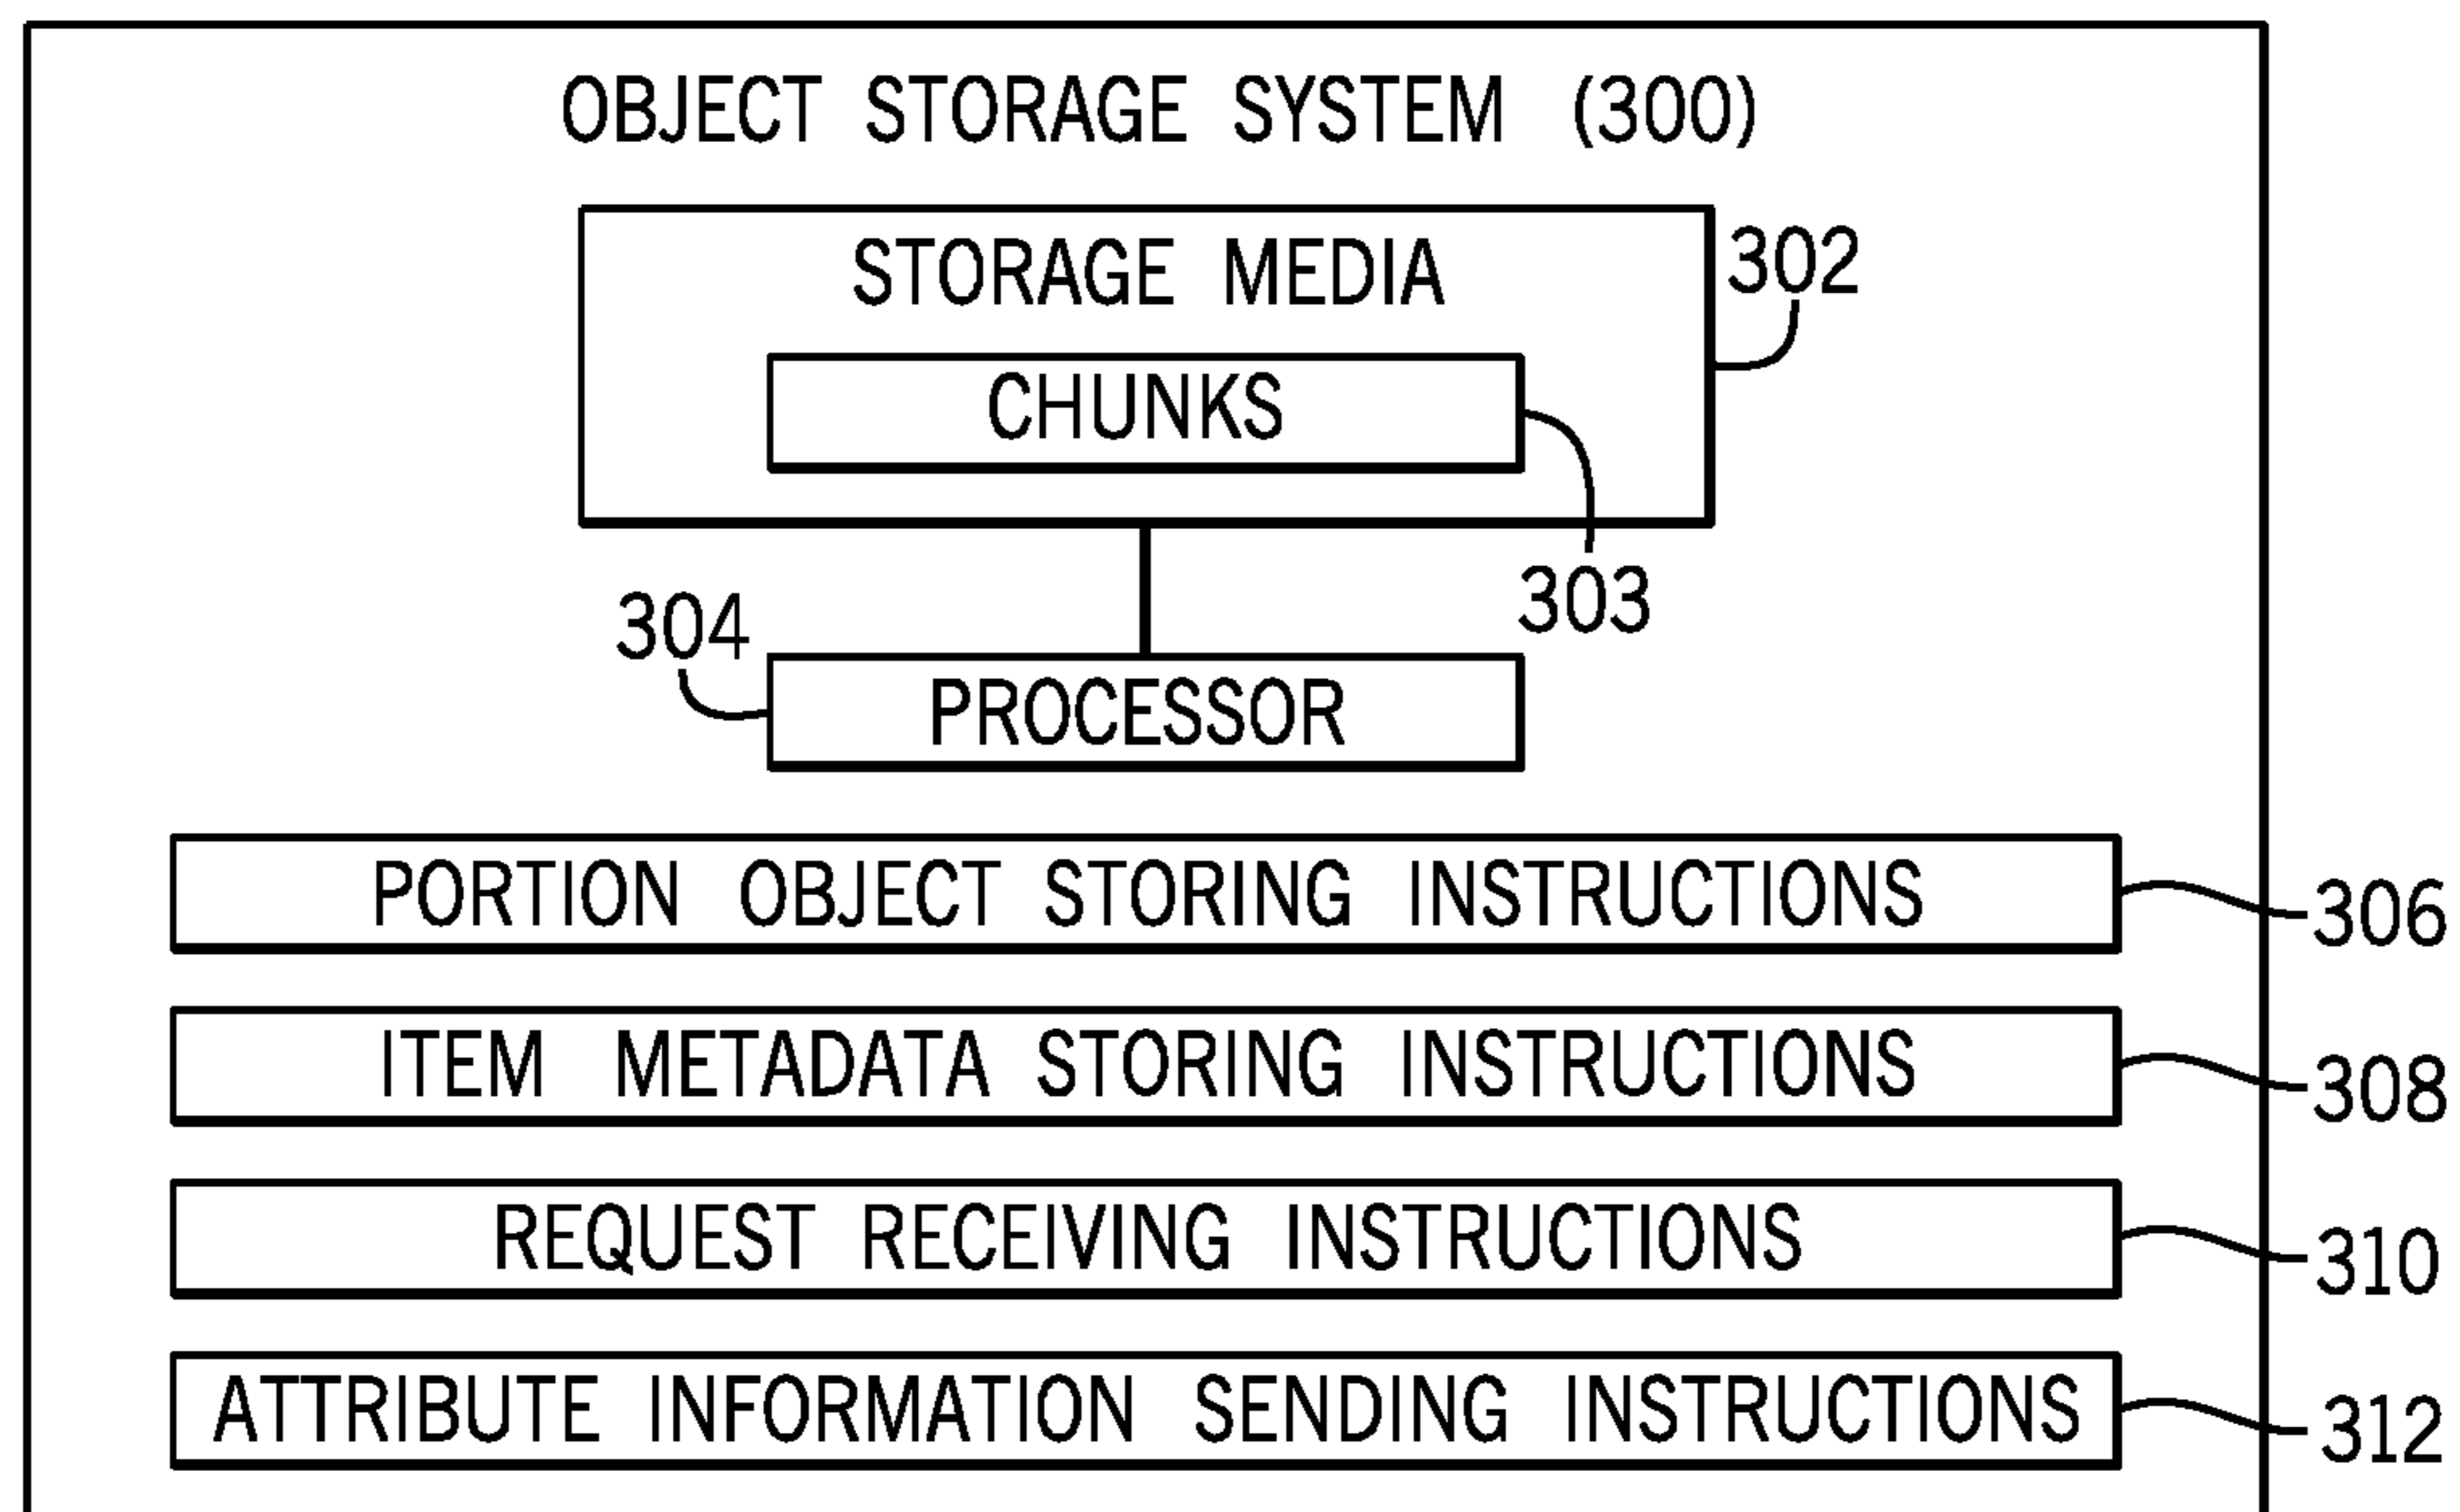 OBJECT STORAGE SYSTEM (300)
STORAGE MEDIA
302
CHUNKS
303
304
PROCESSOR
PORTION OBJECT STORING INSTRUCTIONS
306
ITEM METADATA STORING INSTRUCTIONS
308
REQUEST RECEIVING INSTRUCTIONS
310
ATTRIBUTE INFORMATION SENDING INSTRUCTIONS
312